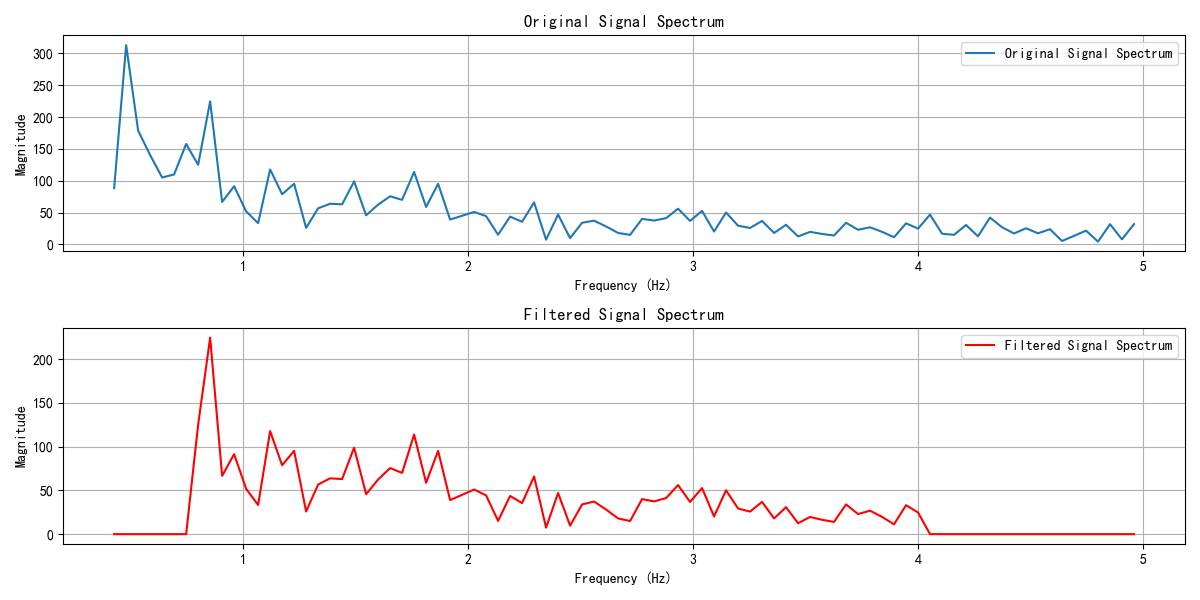 Original Signal Spectrum
300
250
200
150
100
50
0
Magnitude
Original Signal Spectrum
1 2 3 4 5
Frequency (Hz)
Filtered Signal Spectrum
200
150
100
50
0
Magnitude
Filtered Signal Spectrum
1 2 3 4 5
Frequency (Hz)